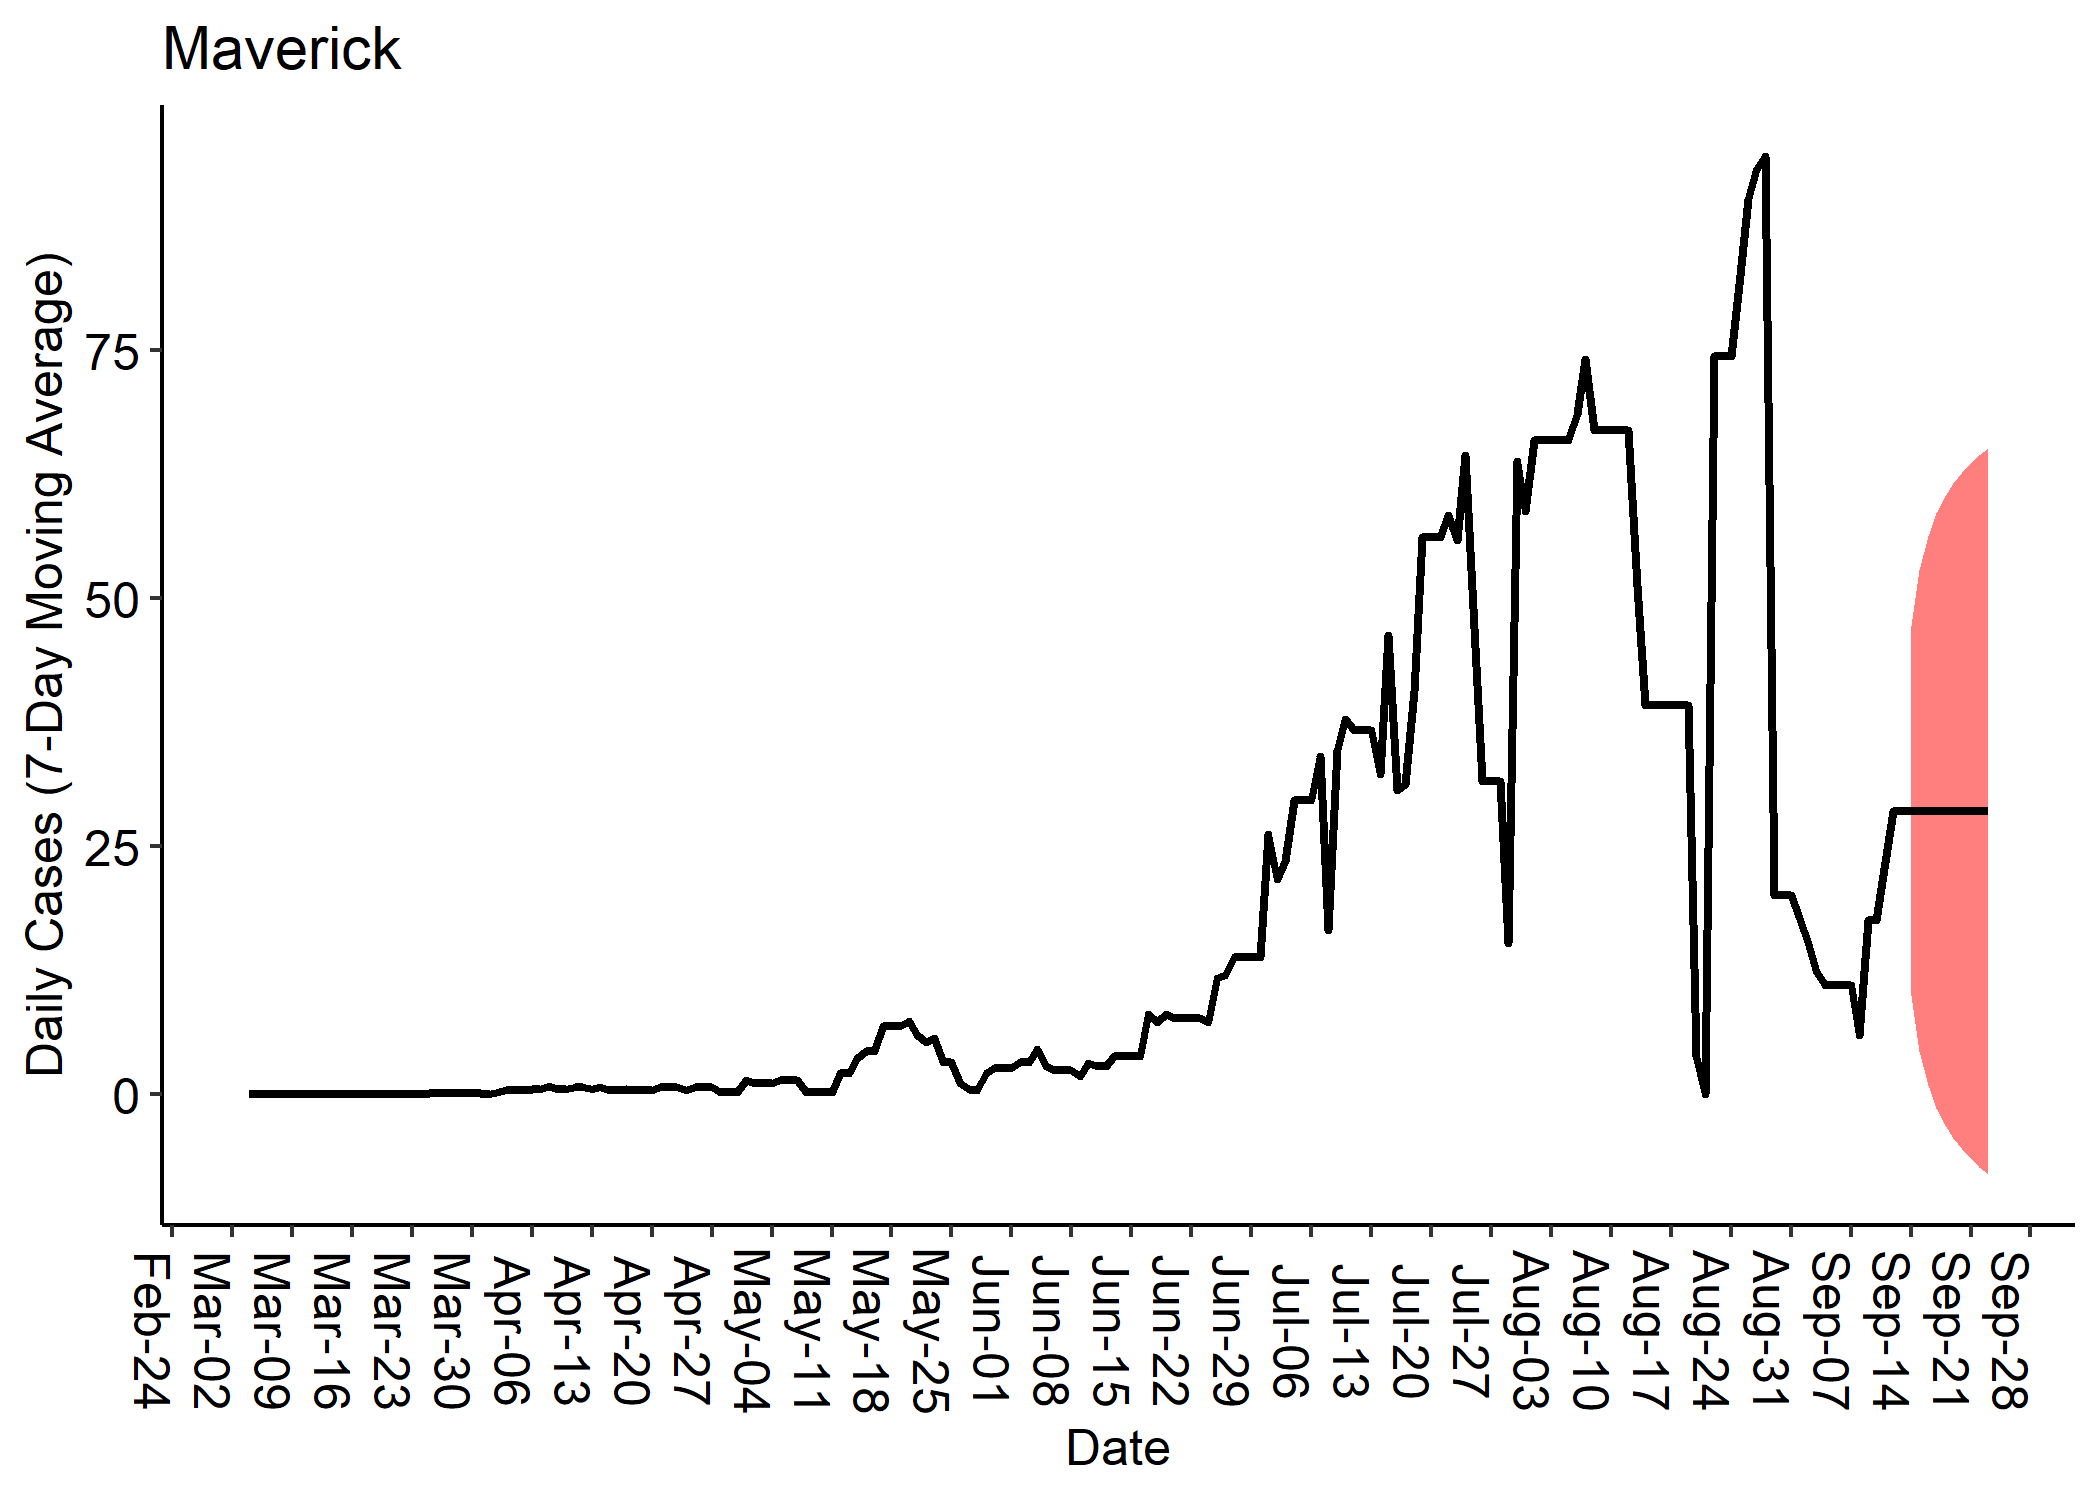 Maverick
Daily Cases (7-Day Moving Average)
75
50
25
0
Feb-24
Mar-02
Mar-09
Mar-16
Mar-23
Mar-30
Apr-06
Apr-13
Apr-20
Apr-27
May-04
May-11
May-18
May-25
Jun-01
Jun-08
Jun-15
Jun-22
Jun-29
Jul-06
Jul-13
Jul-20
Jul-27
Aug-03
Aug-10
Aug-17
Aug-24
Aug-31
Sep-07
Sep-14
Sep-21
Sep-28
Date